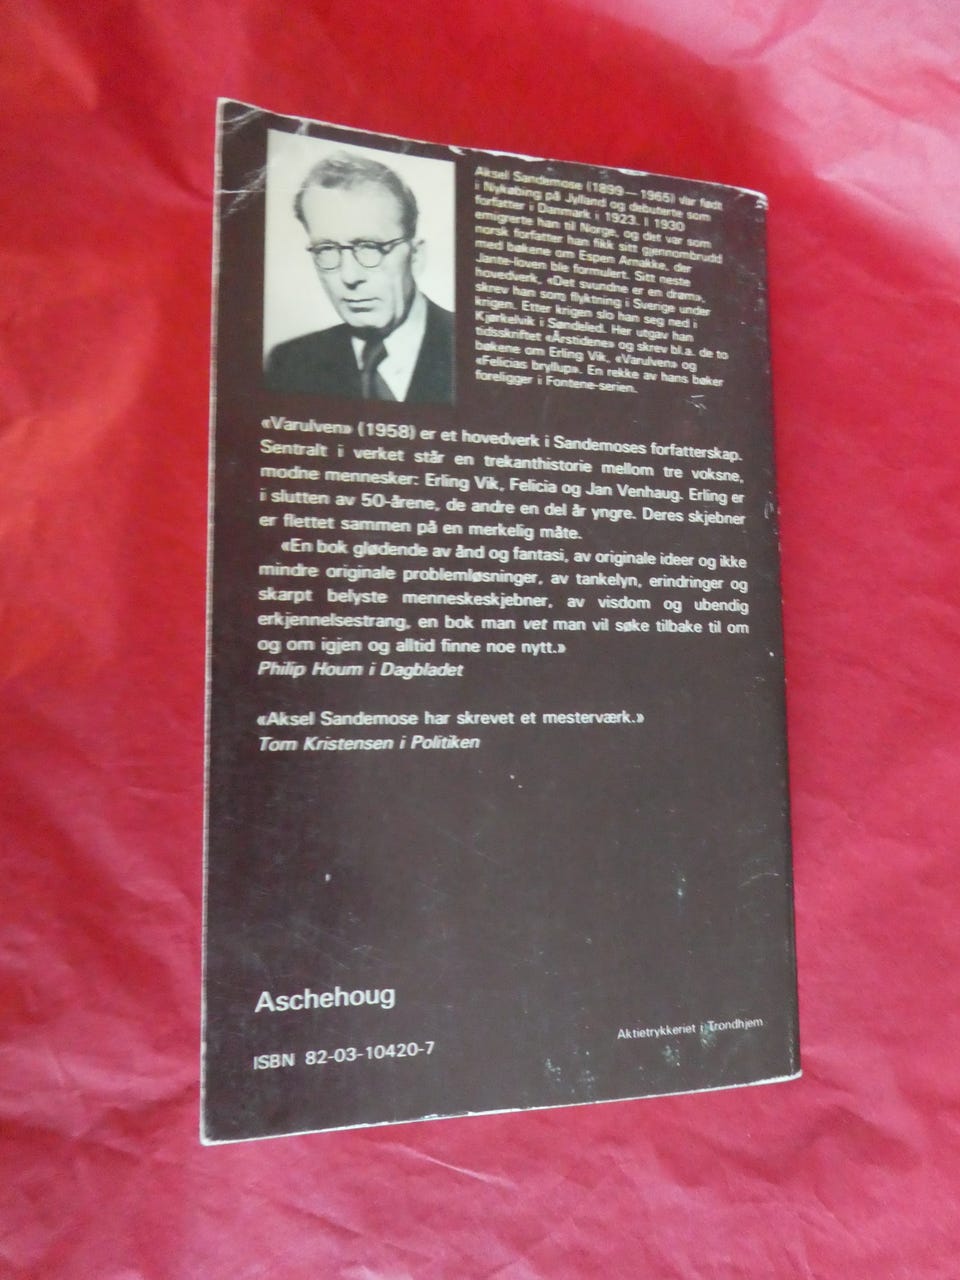 Aksel Sandemose (1899—1965) var født
i Nykøbing på Jylland og debuterte som
forfatter i Danmark i 1923. I 1930
emigrerte han til Norge, og det var som
norsk forfatter han fikk sitt gjennombrudd
med bøkene om Espen Arnakke, der
Jante-loven ble formulert. Sitt neste
hovedverk, «Det svundne er en drøm»,
skrev han som flyktning i Sverige under
krigen. Etter krigen slo han seg ned i
Kjørkelvik i Søndeled. Her utgav han
tidsskriftet «Årstidene» og skrev bl.a. de to
bøkene om Erling Vik, «Varulven» og
«Felicias bryllup». En rekke av hans bøker
foreligger i Fontene-serien.
«Varulven» (1958) er et hovedverk i Sandemoses forfatterskap.
Sentralt i verket står en trekanthistorie mellom tre voksne,
modne mennesker: Erling Vik, Felicia og Jan Venhaug. Erling er
i slutten av 50-årene, de andre en del år yngre. Deres skjebner
er flettet sammen på en merkelig måte.
«En bok glødende av ånd og fantasi, av originale ideer og ikke
mindre originale problemløsninger, av tankelyn, erindringer og
skarpt belyste menneskeskjebner, av visdom og ubendig
erkjennelsestrang, en bok man vet man vil søke tilbake til om
og om igjen og alltid finne noe nytt.»
Philip Houm i Dagbladet
«Aksel Sandemose har skrevet et mesterværk.»
Tom Kristensen i Politiken
Aschehoug
Aktietrykkeriet i Trondhjem
ISBN 82-03-10420-7